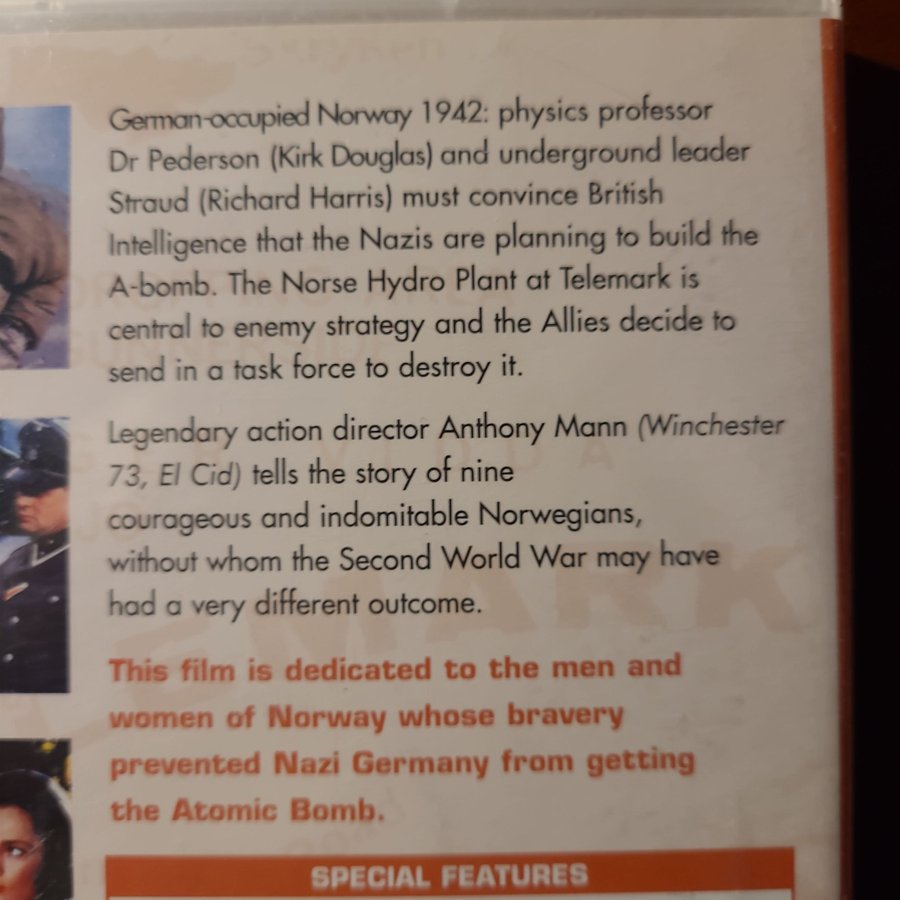 German-occupied Norway 1942: physics professor
Dr Pederson (Kirk Douglas) and underground leader
Straud (Richard Harris) must convince British
Intelligence that the Nazis are planning to build the
A-bomb. The Norse Hydro Plant at Telemark is
central to enemy strategy and the Allies decide to
send in a task force to destroy it.
Legendary action director Anthony Mann (Winchester
73, El Cid) tells the story of nine
courageous and indomitable Norwegians,
without whom the Second World War may have
had a very different outcome.
This film is dedicated to the men and
women of Norway whose bravery
prevented Nazi Germany from getting
the Atomic Bomb.
SPECIAL FEATURES